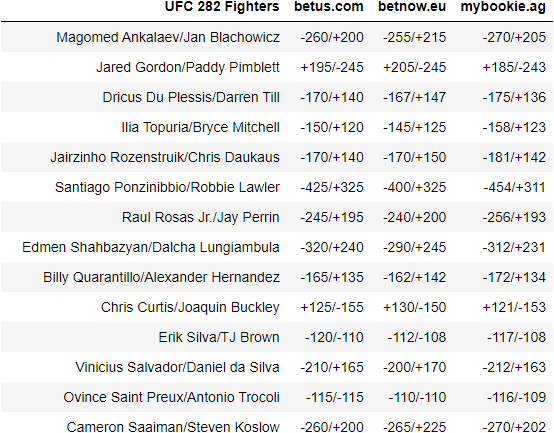 UFC 282 Fighters betus.com betnow.eu mybookie.ag
Magomed Ankalaev/Jan Blachowicz -260/+200 -255/+215 -270/+205
Jared Gordon/Paddy Pimblett +195/-245 +205/-245 +185/-243
Dricus Du Plessis/Darren Till -170/+140 -167/+147 -175/+136
Ilia Topuria/Bryce Mitchell -150/+120 -145/+125 -158/+123
Jairzinho Rozenstruik/Chris Daukaus -170/+140 -170/+150 -181/+142
Santiago Ponzinibbio/Robbie Lawler -425/+325 -400/+325 -454/+311
Raul Rosas Jr./Jay Perrin -245/+195 -240/+200 -256/+193
Edmen Shahbazyan/Dalcha Lungiambula -320/+240 -290/+245 -312/+231
Billy Quarantillo/Alexander Hernandez -165/+135 -162/+142 -172/+134
Chris Curtis/Joaquin Buckley +125/-155 +130/-150 +121/-153
Erik Silva/TJ Brown -120/-110 -112/-108 -117/-108
Vinicius Salvador/Daniel da Silva -210/+165 -200/+170 -212/+163
Ovince Saint Preux/Antonio Trocoli -115/-115 -110/-110 -116/-109
Cameron Saaiman/Steven Koslow -260/+200 -265/+225 -270/+202